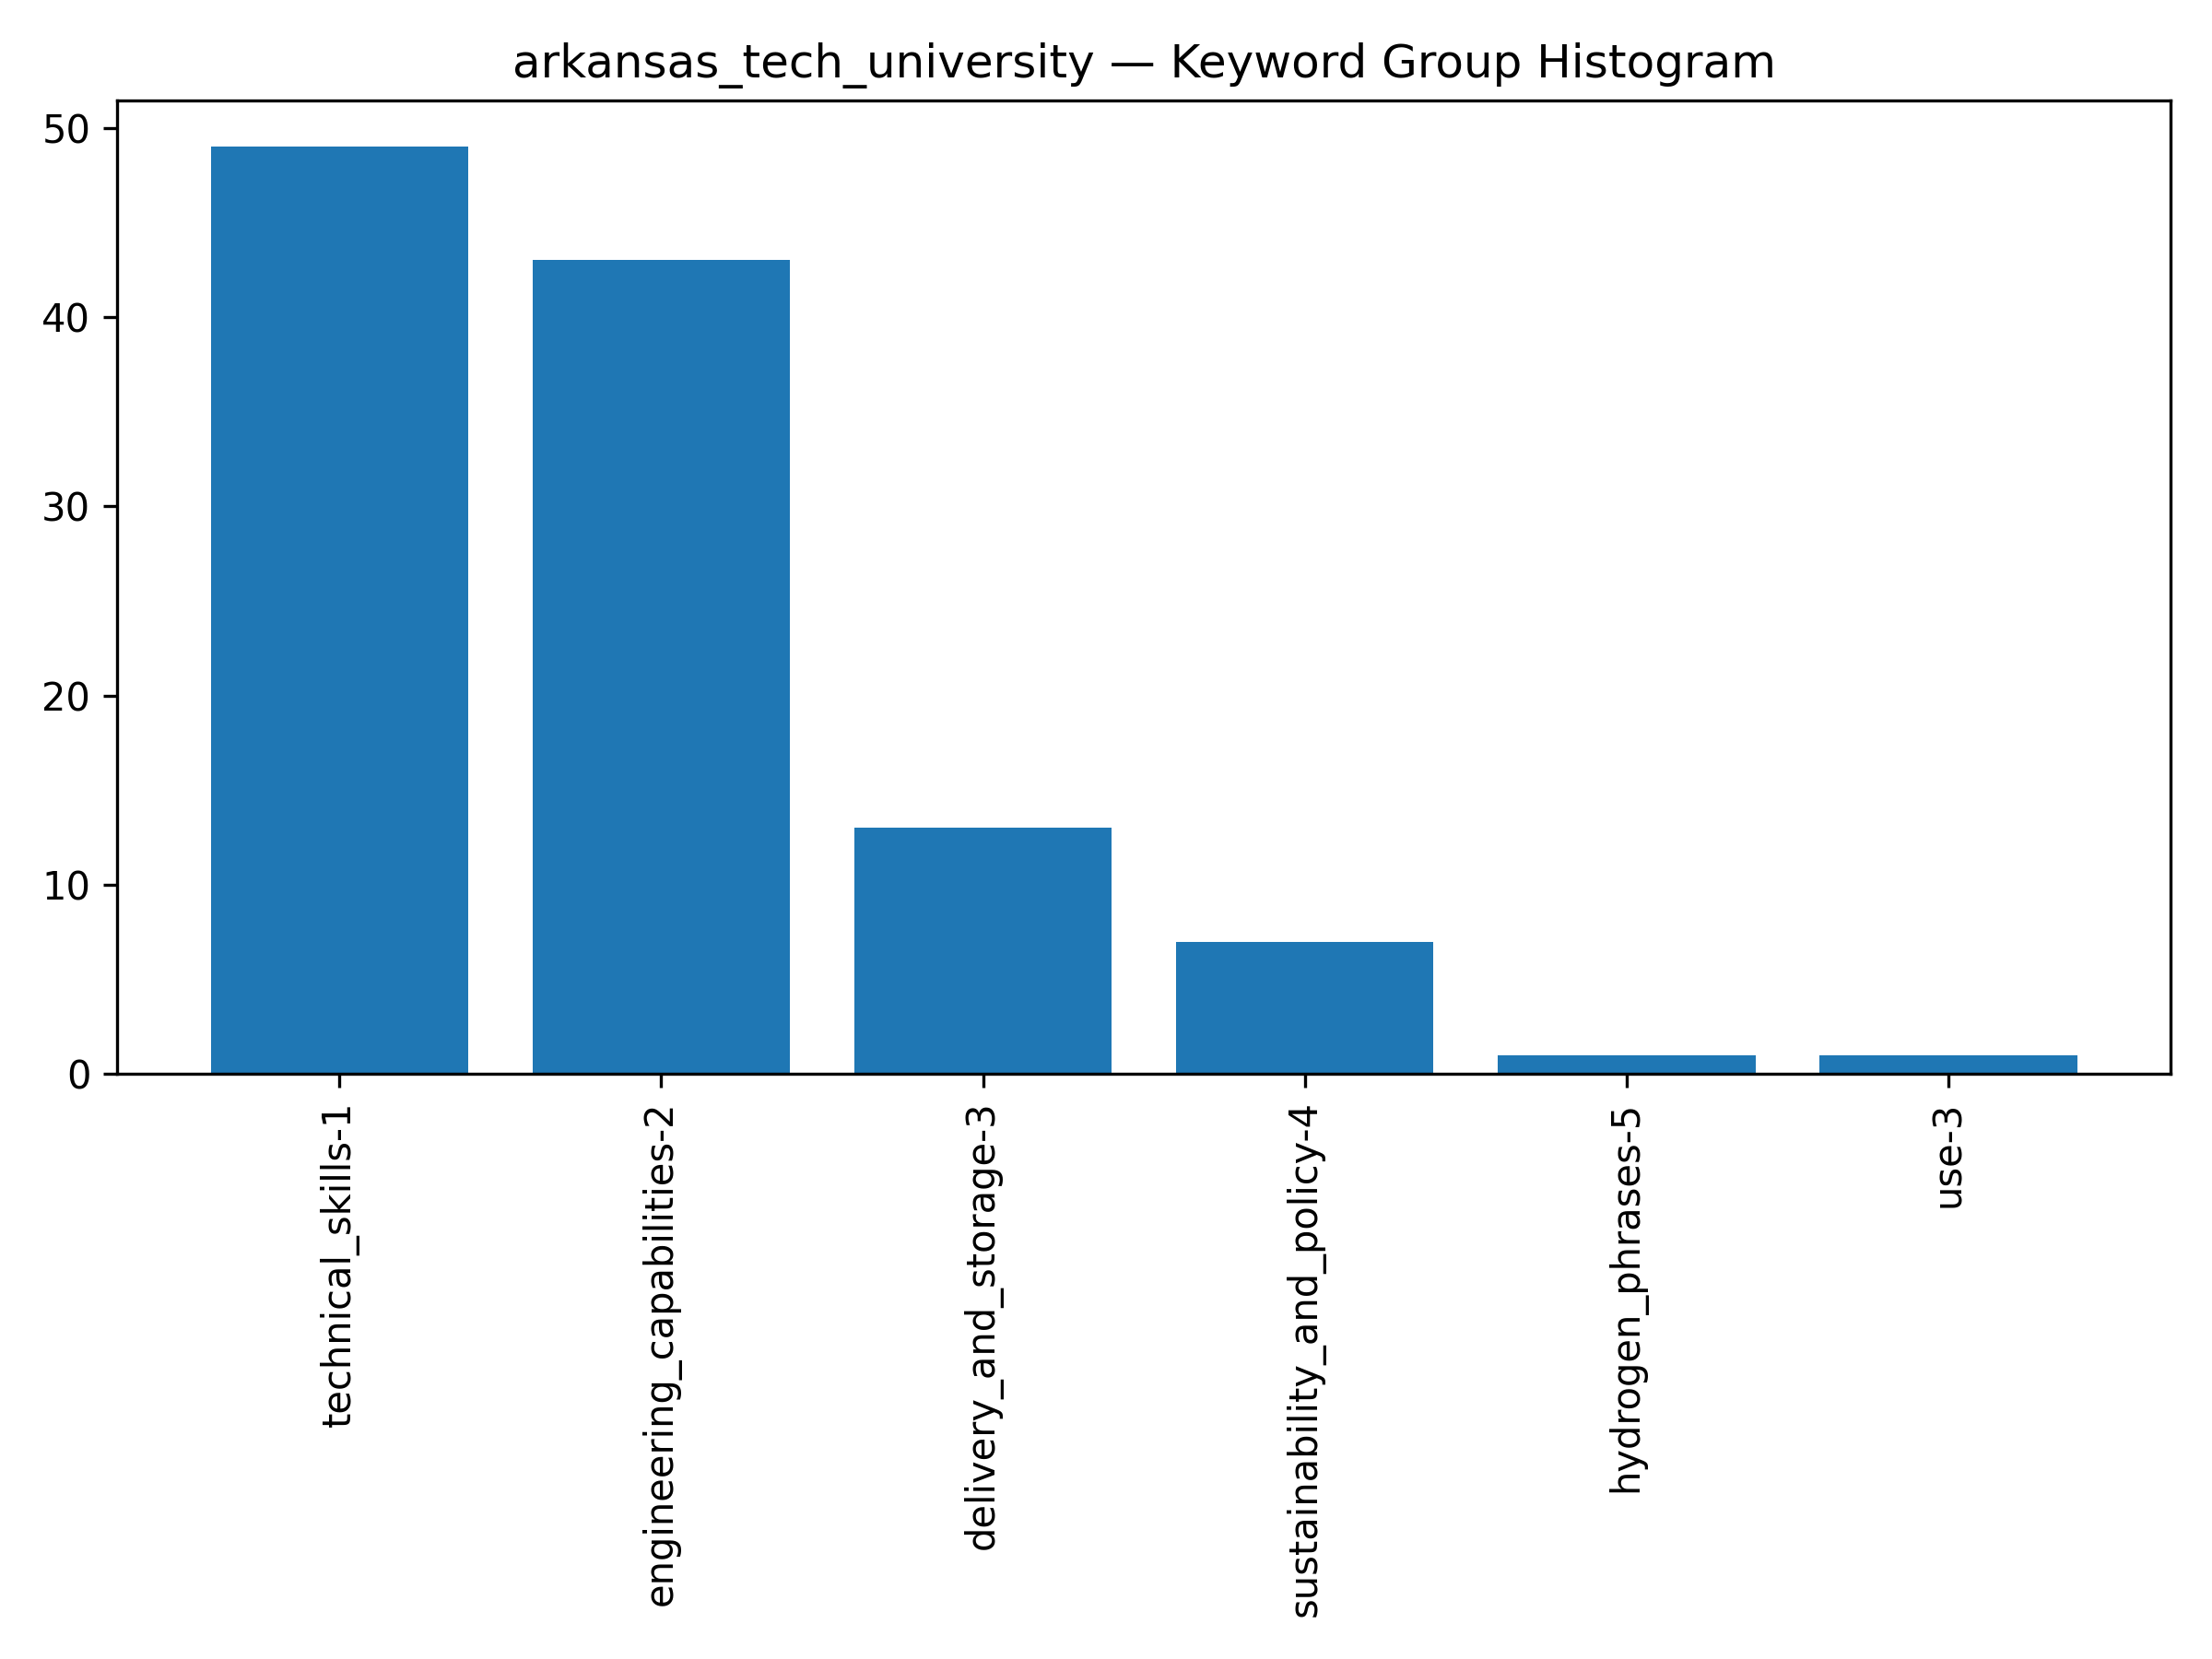 arkansas_tech_university — Keyword Group Histogram
50
40
30
20
10
0
technical_skills-1
engineering_capabilities-2
delivery_and_storage-3
sustainability_and_policy-4
hydrogen_phrases-5
use-3